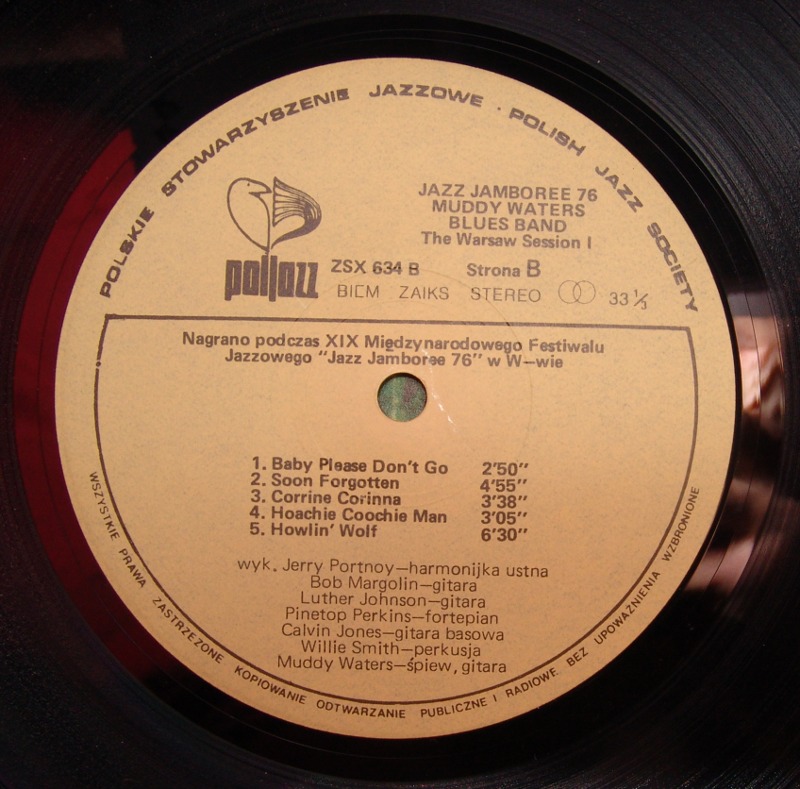 POLSKIE STOWARZYSZENIE JAZZOWE · POLISH JAZZ SOCIETY
JAZZ JAMBOREE 76
MUDDY WATERS
BLUES BAND
The Warsaw Session I
poljazz
ZSX 634 B
Strona B
BIEM ZAIKS STEREO 33 1/3
Nagrano podczas XIX Międzynarodowego Festiwalu
Jazzowego "Jazz Jamboree 76" w W—wie
1. Baby Please Don't Go 2'50"
2. Soon Forgotten 4'55"
3. Corrine Corinna 3'38"
4. Hoachie Coochie Man 3'05"
5. Howlin' Wolf 6'30"
wyk. Jerry Portnoy—harmonijka ustna
Bob Margolin—gitara
Luther Johnson—gitara
Pinetop Perkins—fortepian
Calvin Jones—gitara basowa
Willie Smith—perkusja
Muddy Waters—śpiew, gitara
WSZYSTKIE PRAWA ZASTRZEŻONE KOPIOWANIE ODTWARZANIE PUBLICZNE I RADIOWE BEZ UPOWAŻNIENIA WZBRONIONE